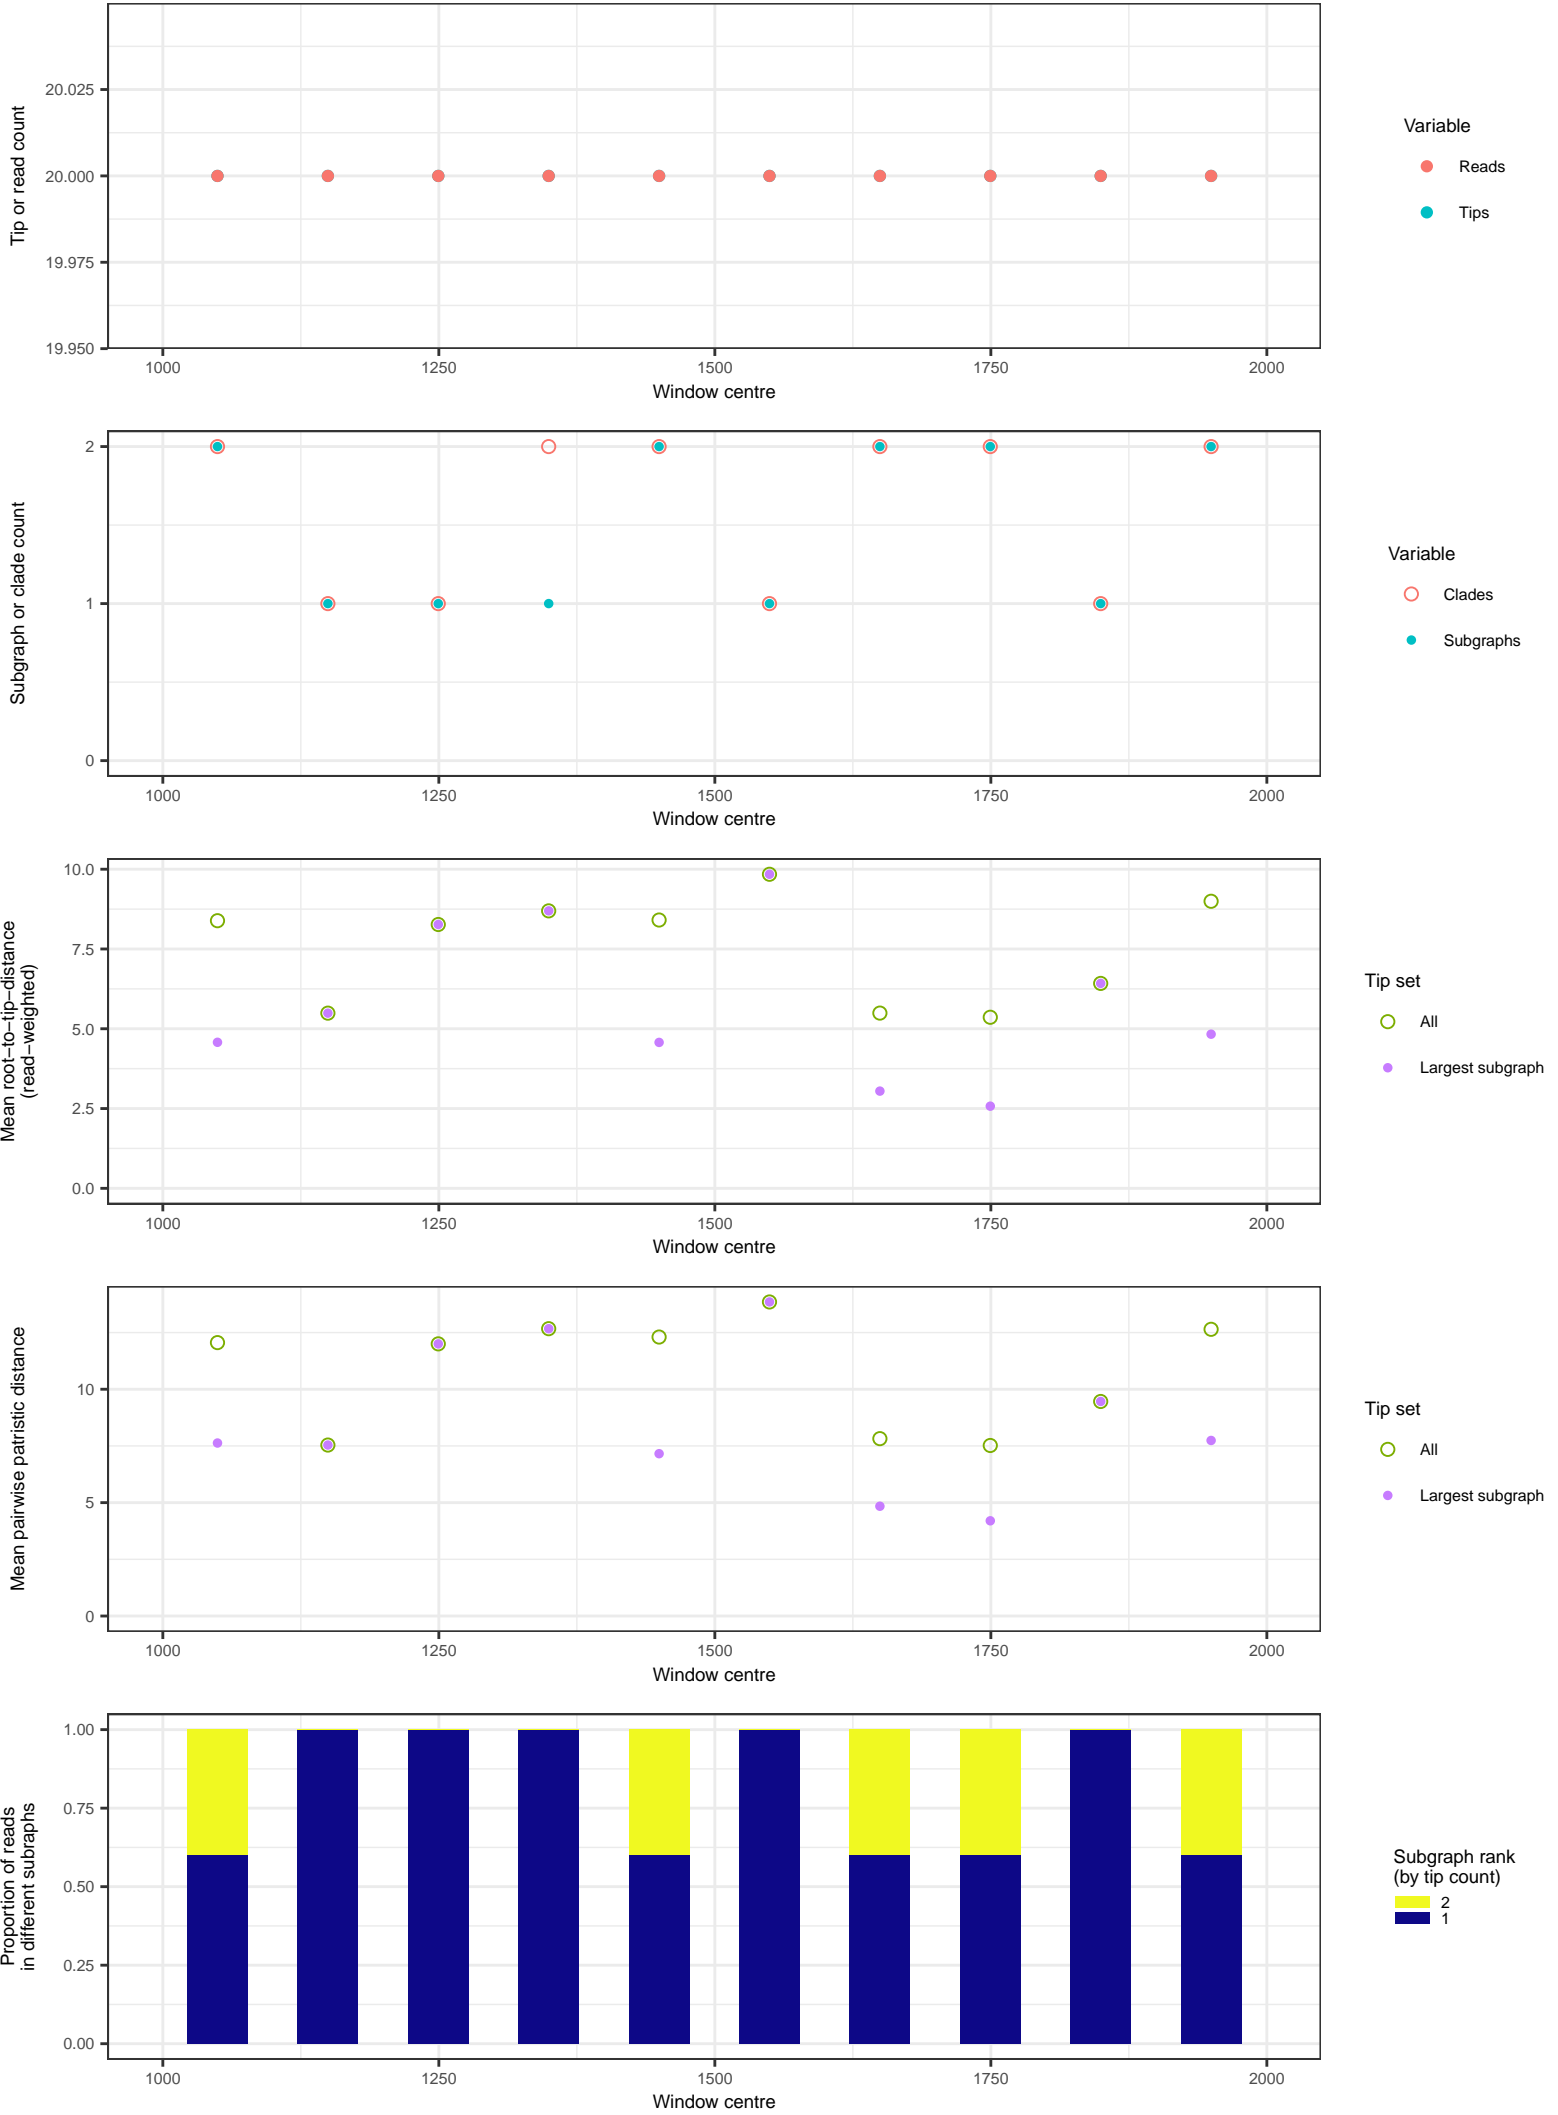 Tip or read count
20.025
20.000
19.975
19.950
1000 1250 1500 1750 2000
Window centre
Variable
Reads
Tips
Subgraph or clade count
2
1
0
1000 1250 1500 1750 2000
Window centre
Variable
Clades
Subgraphs
Mean root−to−tip−distance
(read−weighted)
10.0
7.5
5.0
2.5
0.0
1000 1250 1500 1750 2000
Window centre
Tip set
All
Largest subgraph
Mean pairwise patristic distance
10
5
0
1000 1250 1500 1750 2000
Window centre
Tip set
All
Largest subgraph
Proportion of reads
in different subraphs
1.00
0.75
0.50
0.25
0.00
1000 1250 1500 1750 2000
Window centre
Subgraph rank
(by tip count)
2
1